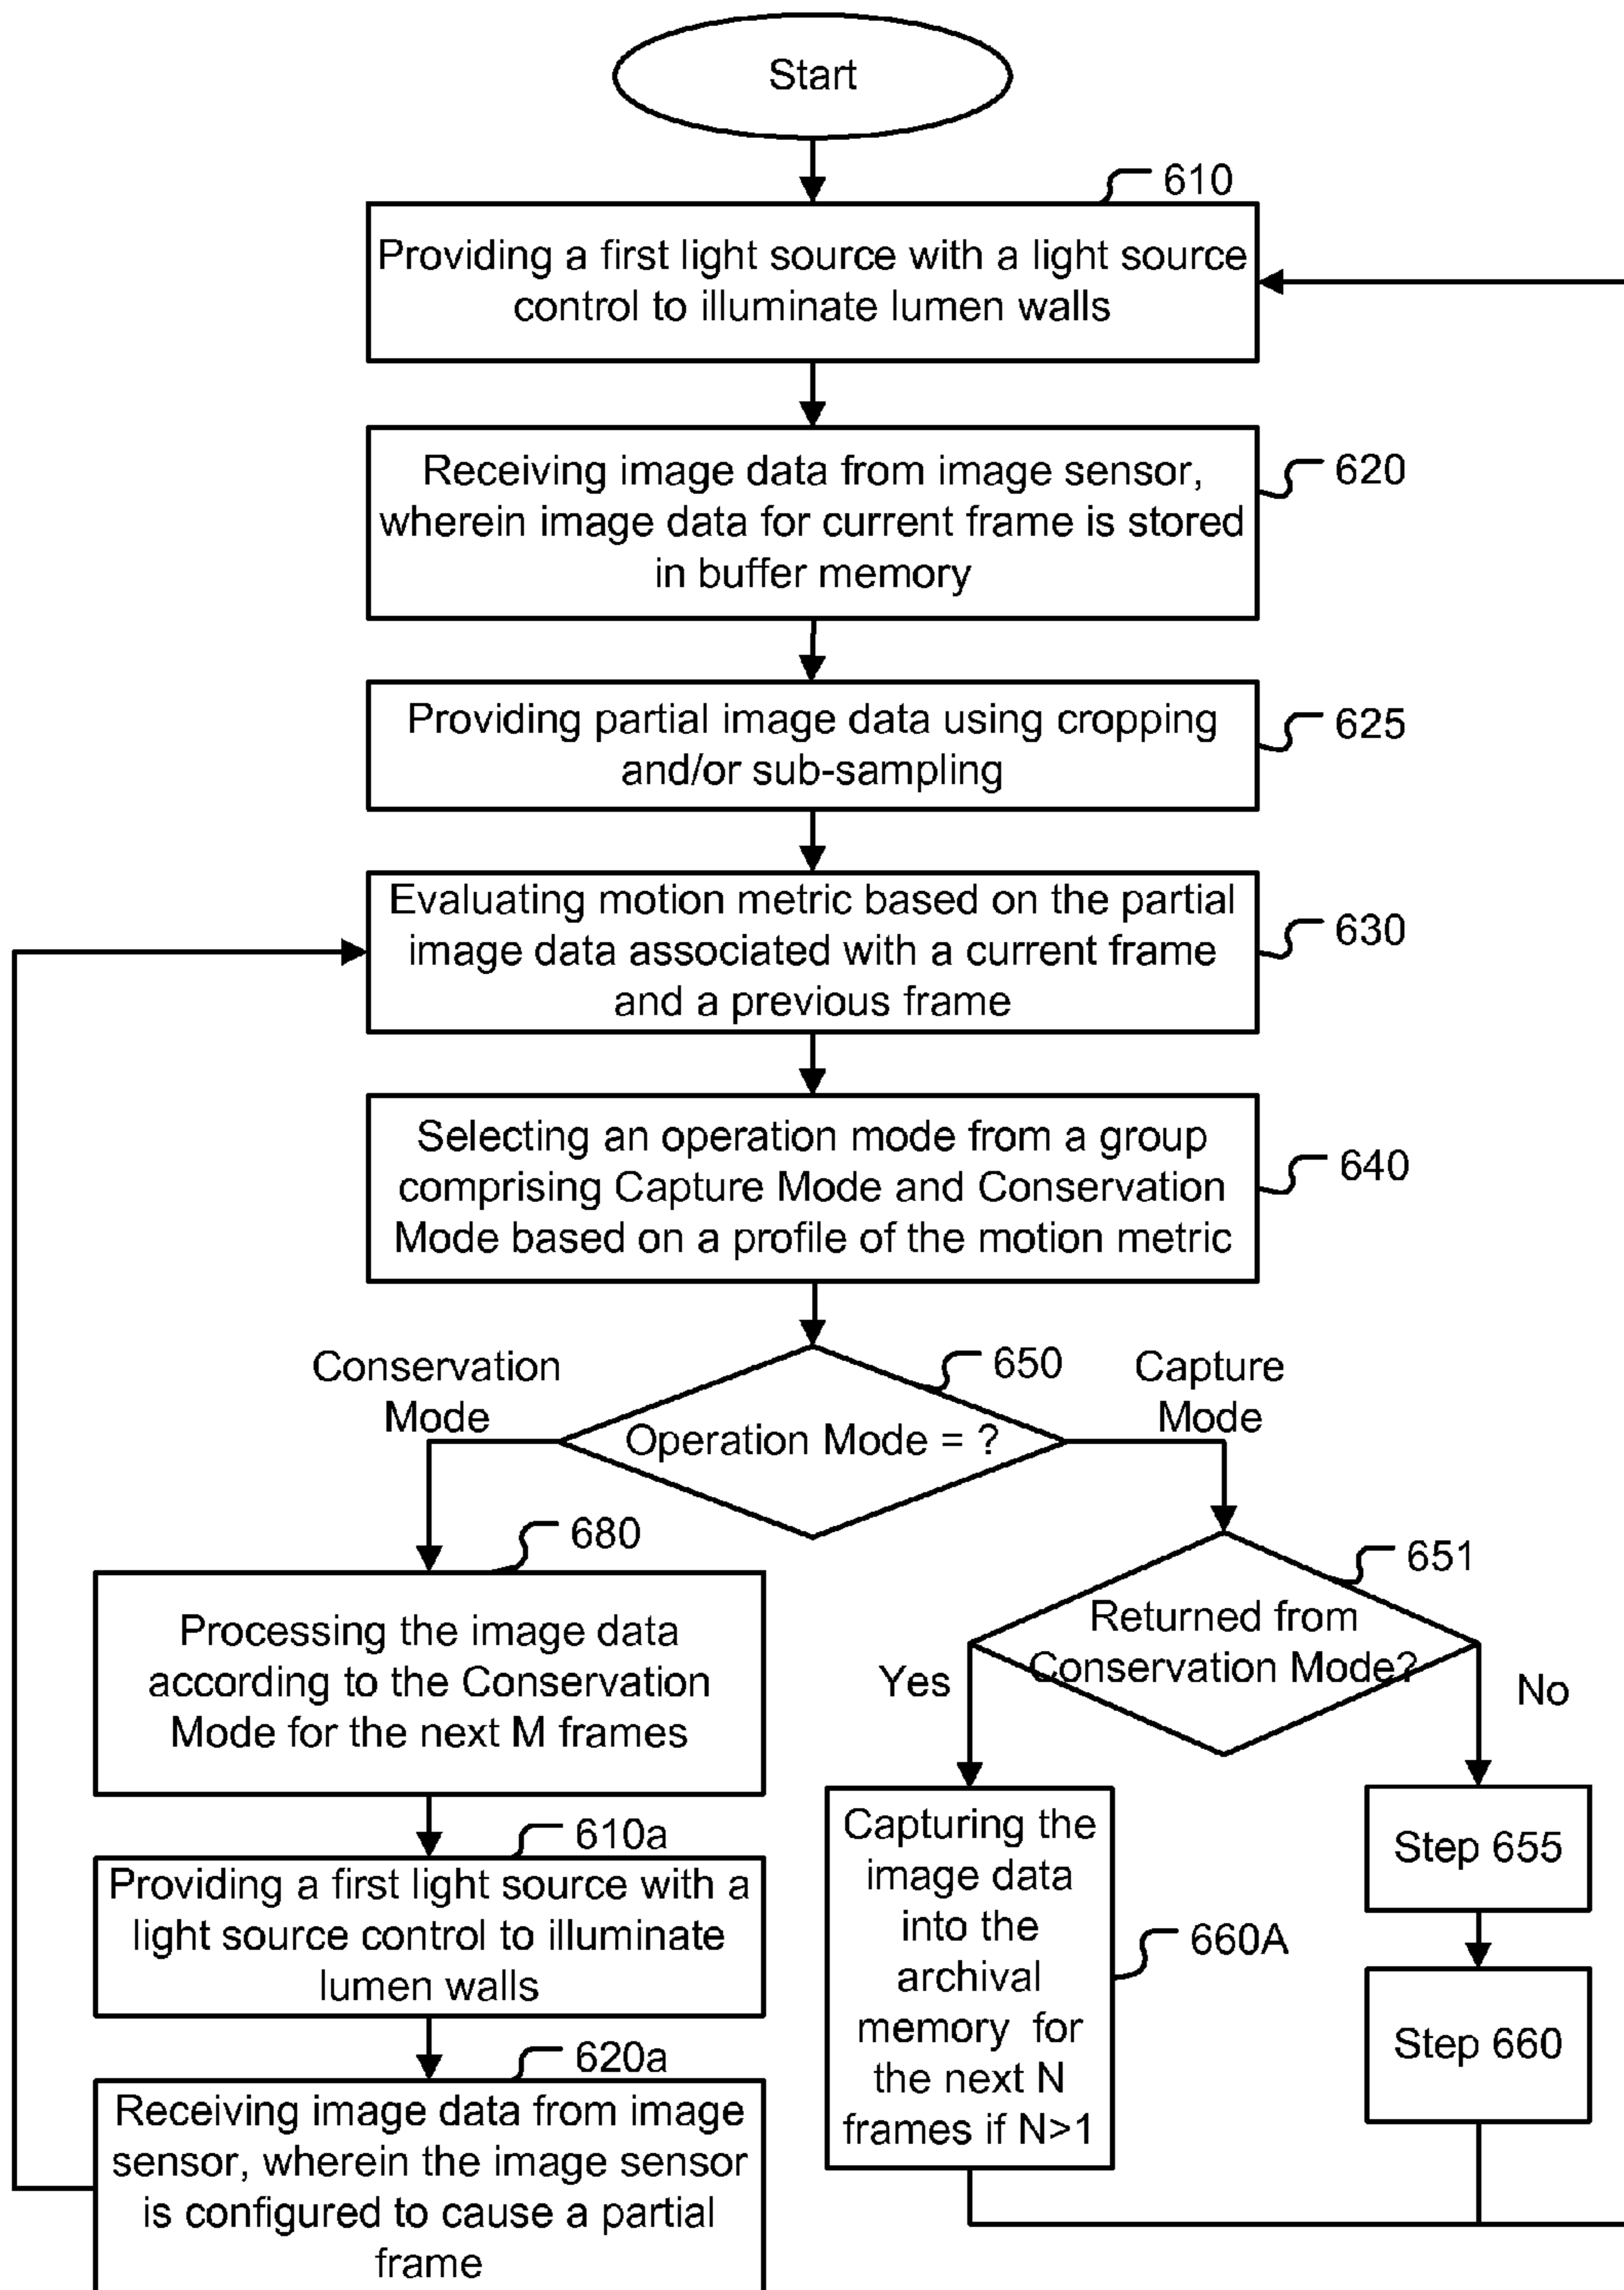 Start
610
Providing a first light source with a light source
control to illuminate lumen walls
Receiving image data from image sensor,
wherein image data for current frame is stored
in buffer memory
620
Providing partial image data using cropping
and/or sub-sampling
625
Evaluating motion metric based on the partial
image data associated with a current frame
and a previous frame
630
Selecting an operation mode from a group
comprising Capture Mode and Conservation
Mode based on a profile of the motion metric
640
Conservation
Mode
650
Capture
Mode
Operation Mode = ?
680
Processing the image data
according to the Conservation
Mode for the next M frames
651
Returned from
Conservation Mode?
Yes
No
610a
Providing a first light source with a
light source control to illuminate
lumen walls
Capturing the
image data
into the
archival
memory for
the next N
frames if N>1
660A
Step 655
Step 660
620a
Receiving image data from image
sensor, wherein the image sensor
is configured to cause a partial
frame